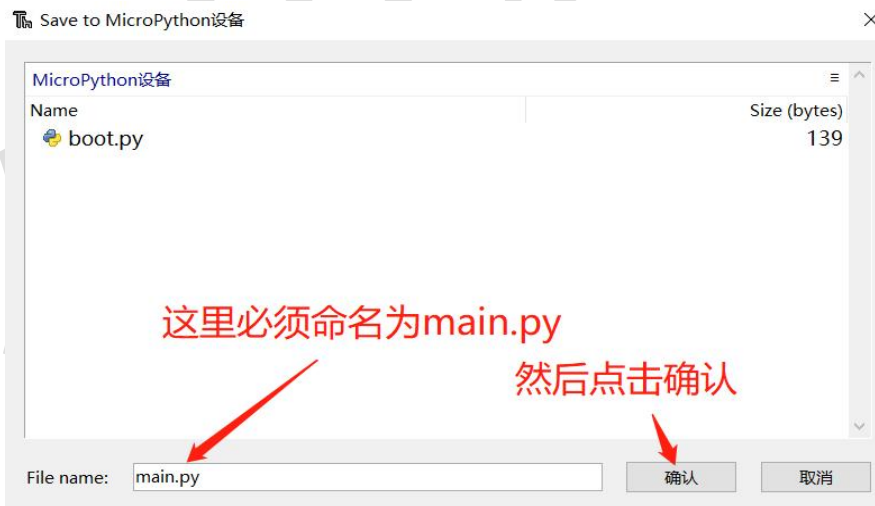 Save to MicroPython设备
MicroPython设备
Name Size (bytes)
boot.py 139
这里必须命名为main.py
然后点击确认
File name: main.py 确认 取消